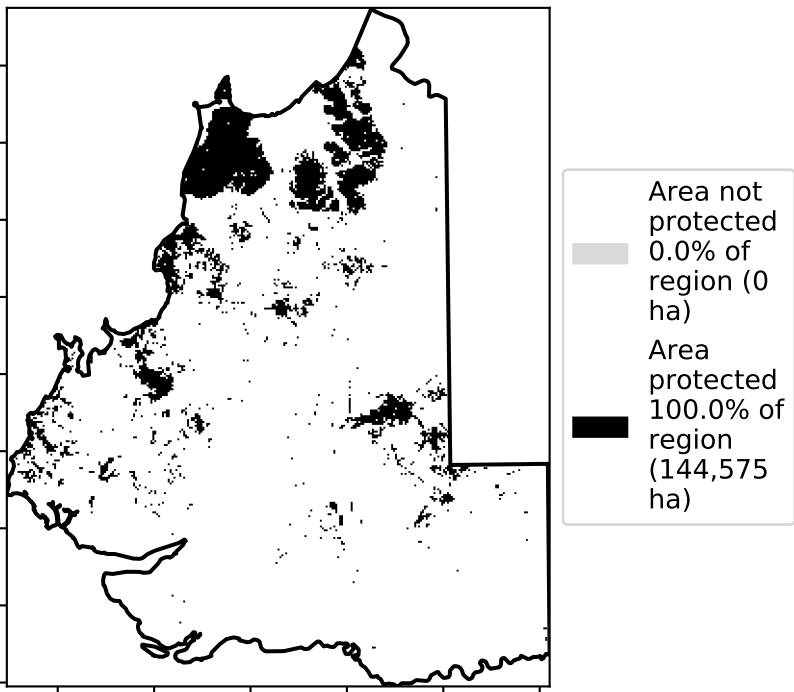 Area not
protected
0.0% of
region (0
ha)
Area
protected
100.0% of
region
(144,575
ha)